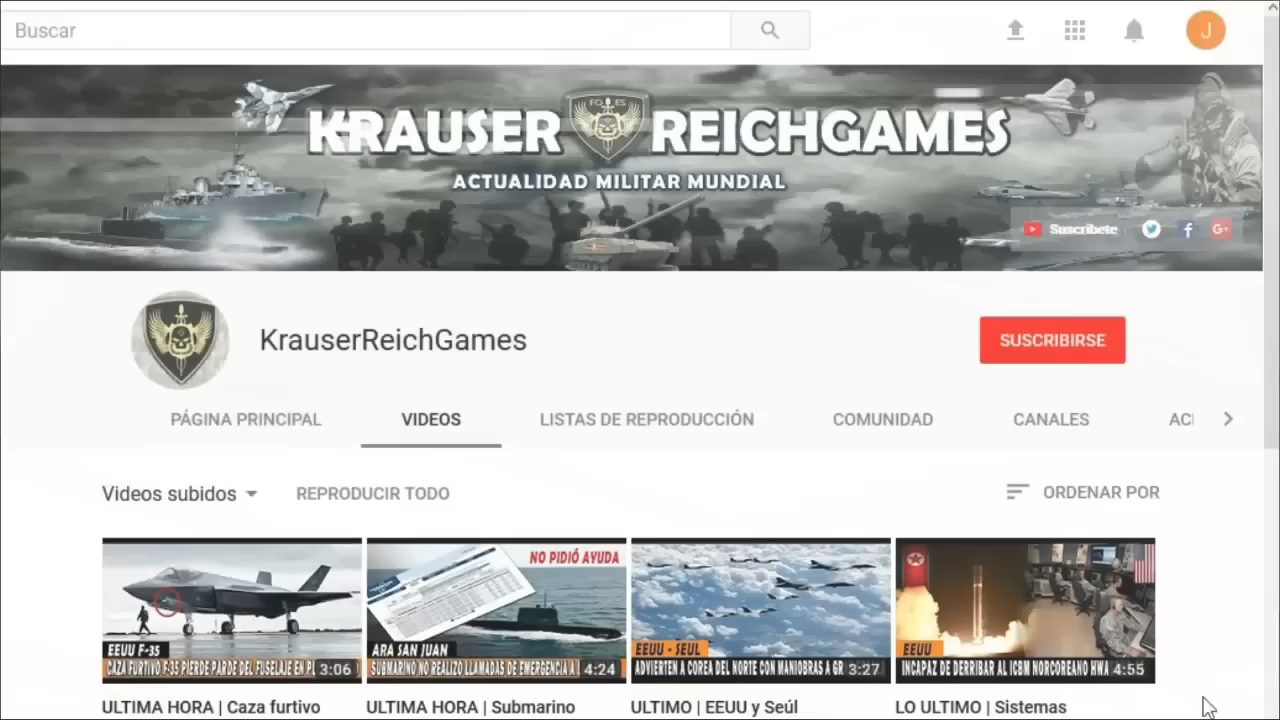 Buscar
J
KRAUSER REICHGAMES
ACTUALIDAD MILITAR MUNDIAL
Suscribete
G+
KrauserReichGames
SUSCRIBIRSE
PÁGINA PRINCIPAL VIDEOS LISTAS DE REPRODUCCIÓN COMUNIDAD CANALES
Videos subidos REPRODUCIR TODO ORDENAR POR
NO PIDIÓ AYUDA
EEUU F-35
CAZA FURTIVO F-35 PIERDE PARDE DEL FUSELAJE EN 3:06
ARA SAN JUAN
SUBMARINO NO REALIZO LLAMADAS DE EMERGENCIA A 4:24
EEUU - SEUL
ADVIERTEN A COREA DEL NORTE CON MANIOBRAS A GR 3:27
EEUU
INCAPAZ DE DERRIBAR AL ICBM NORCOREANO HWA 4:55
ULTIMA HORA | Caza furtivo
ULTIMA HORA | Submarino
ULTIMO | EEUU y Seúl
LO ULTIMO | Sistemas